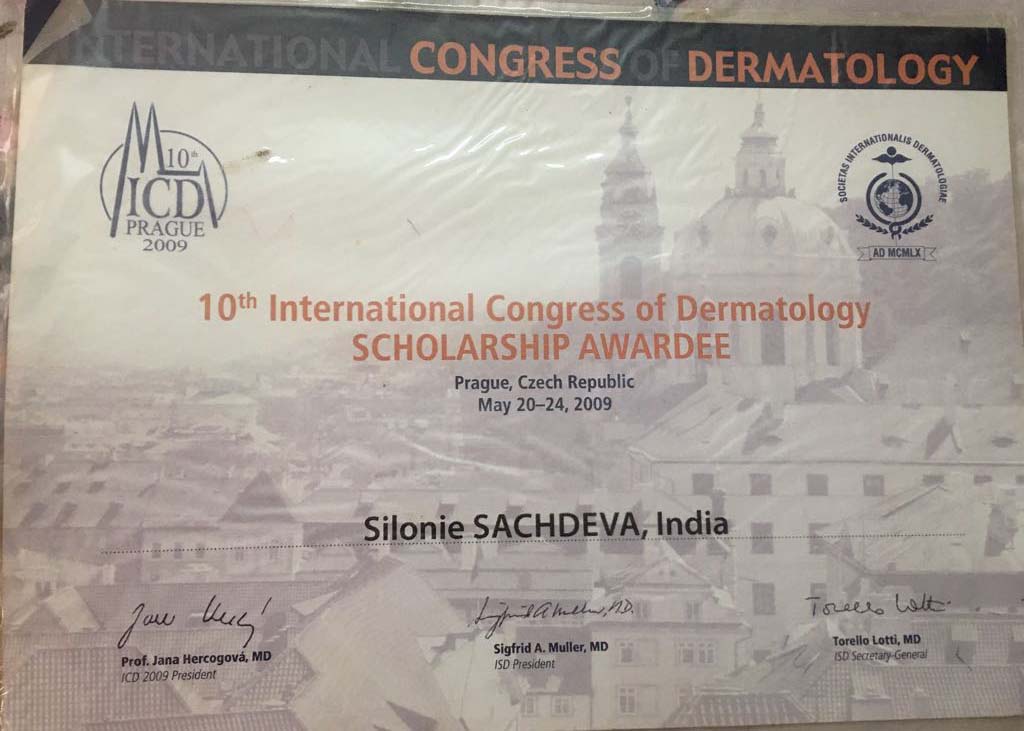 INTERNATIONAL CONGRESS OF DERMATOLOGY
10th
ICD
PRAGUE
2009
SOCIETAS INTERNATIONALIS DERMATOLOGIAE
AD MCMLX
10th International Congress of Dermatology
SCHOLARSHIP AWARDEE
Prague, Czech Republic
May 20–24, 2009
Silonie SACHDEVA, India
Prof. Jana Hercogová, MD
ICD 2009 President
Sigfrid A. Muller, MD
ISD President
Torello Lotti, MD
ISD Secretary-General